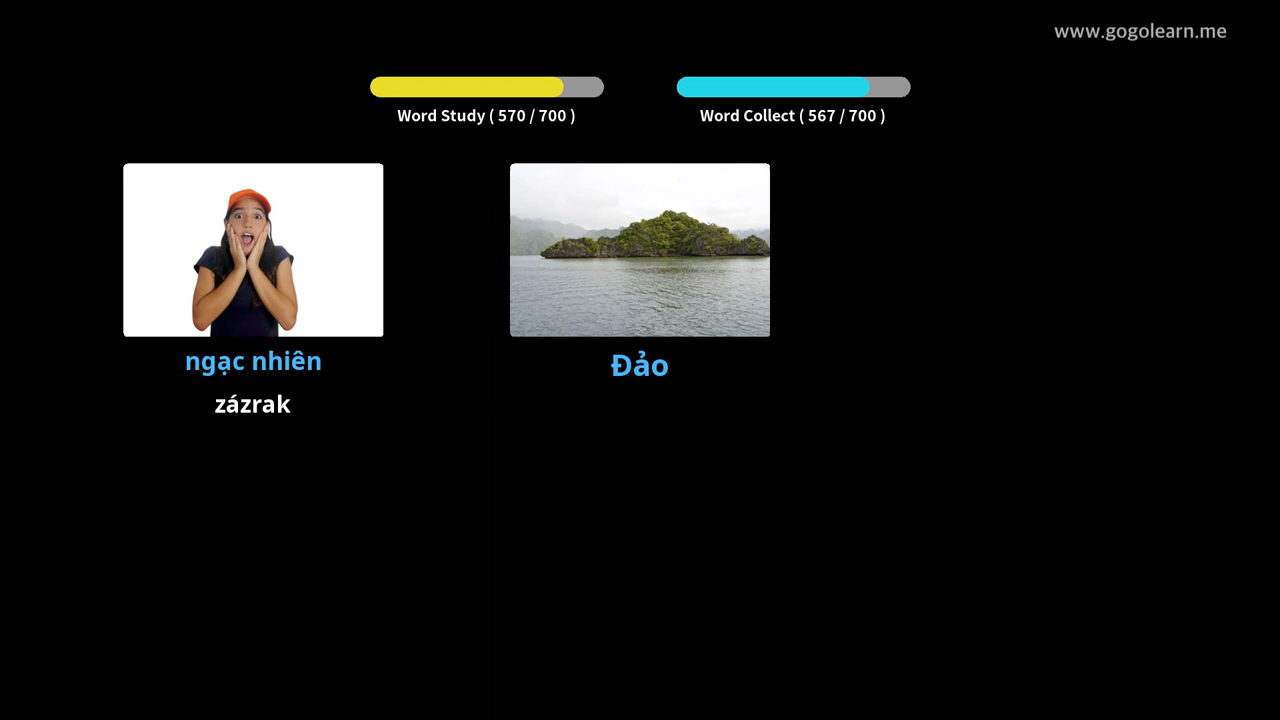 www.gogolearn.me
Word Study ( 570 / 700 )
Word Collect ( 567 / 700 )
ngạc nhiên
zázrak
Đảo